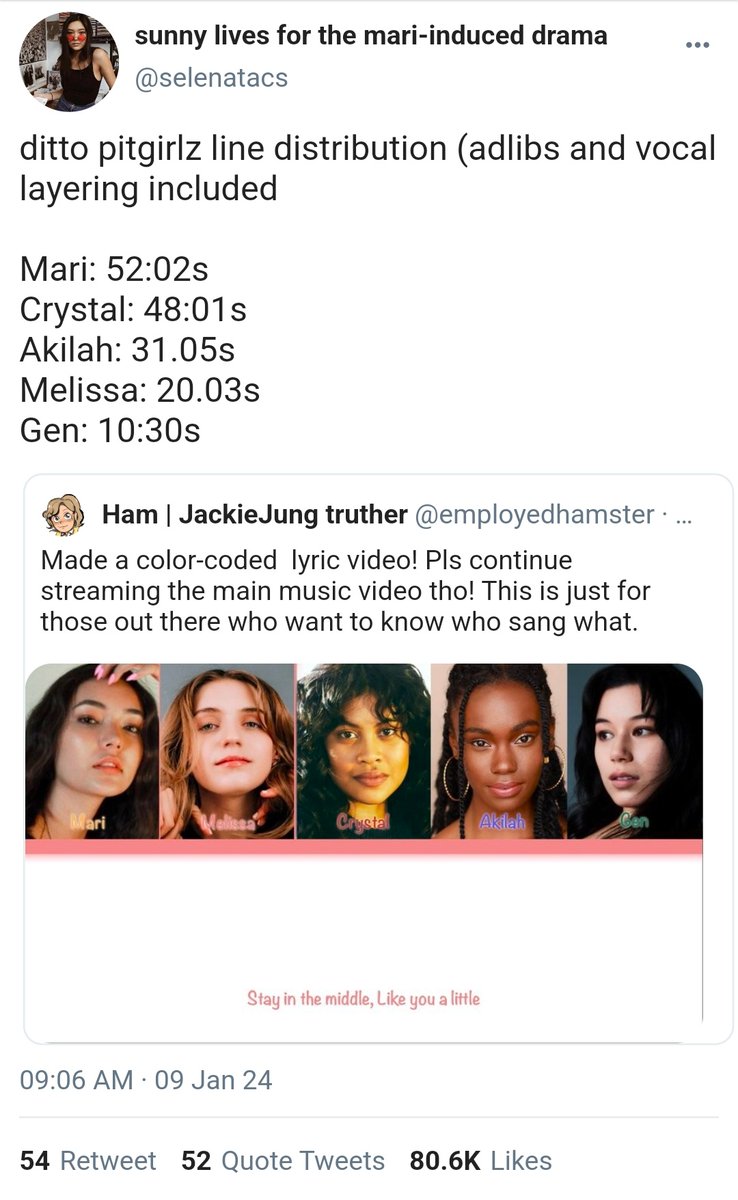 sunny lives for the mari-induced drama
@selenatacs
ditto pitgirlz line distribution (adlibs and vocal
layering included
Mari: 52:02s
Crystal: 48:01s
Akilah: 31.05s
Melissa: 20.03s
Gen: 10:30s
Ham | JackieJung truther @employedhamster · ...
Made a color-coded  lyric video! Pls continue
streaming the main music video tho! This is just for
those out there who want to know who sang what.
Mari Melissa Crystal Akilah Gen
Stay in the middle, Like you a little
09:06 AM · 09 Jan 24
54 Retweet 52 Quote Tweets 80.6K Likes